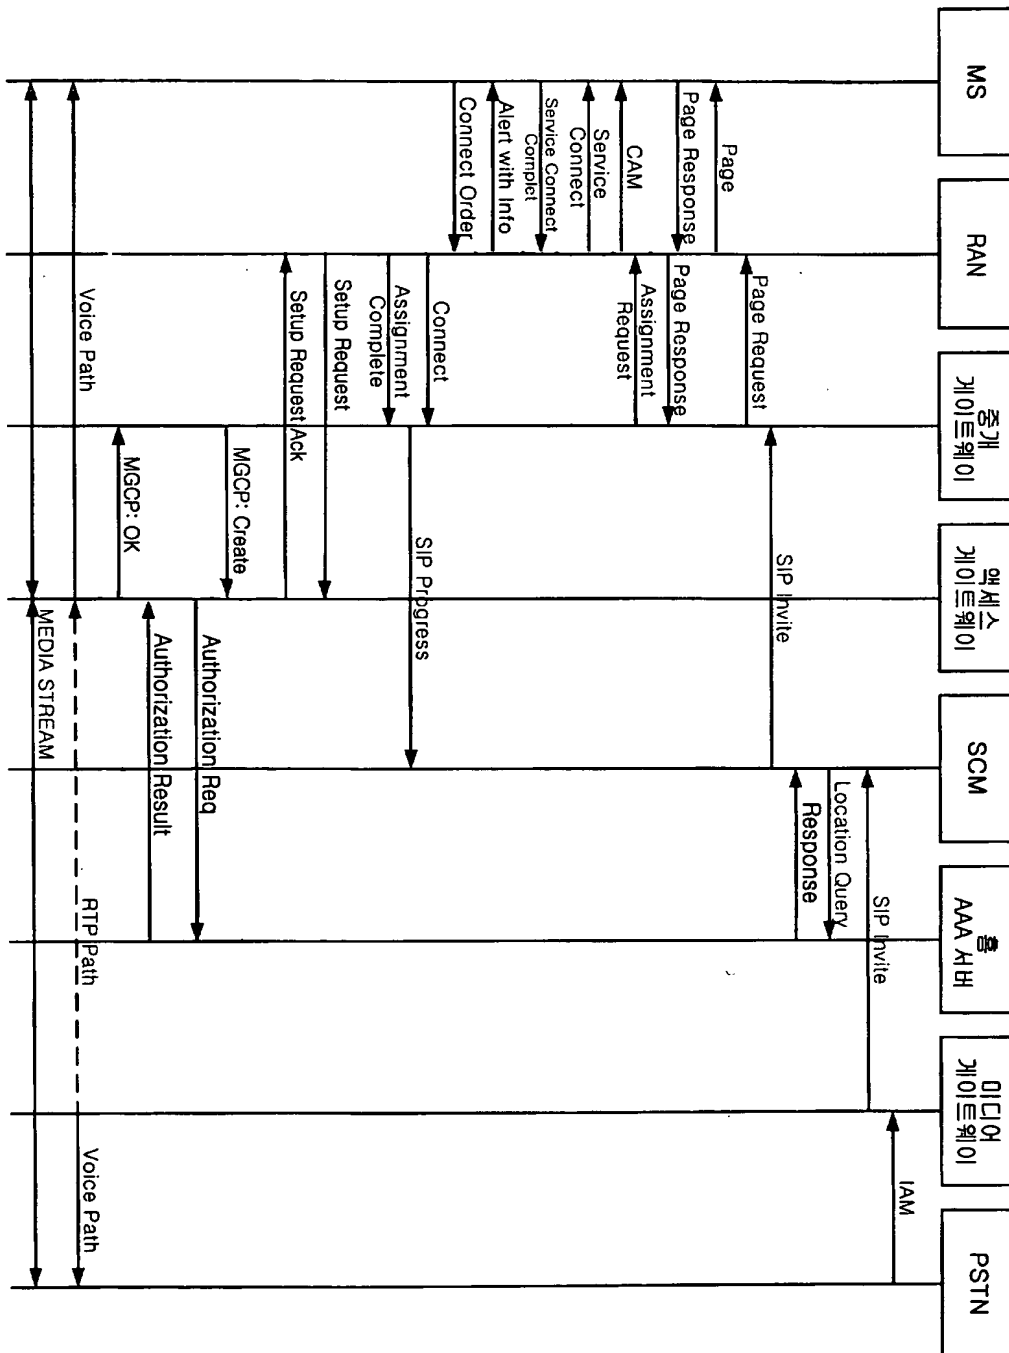 MS
RAN
중개
게이트웨이
액세스
게이트웨이
SCM
홈
AAA 서버
미디어
게이트웨이
PSTN
IAM
SIP Invite
Location Query
Response
SIP Invite
Page Request
Page
Page Response
Page Response
Assignment
Request
CAM
Service
Connect
Service Connect
Complet
Alert with Info
Connect Order
Connect
SIP Progress
Assignment
Complete
Setup Request
Setup Request Ack
MGCP: Create
Authorization Req
Authorization Result
MGCP: OK
Voice Path
RTP Path
Voice Path
MEDIA STREAM